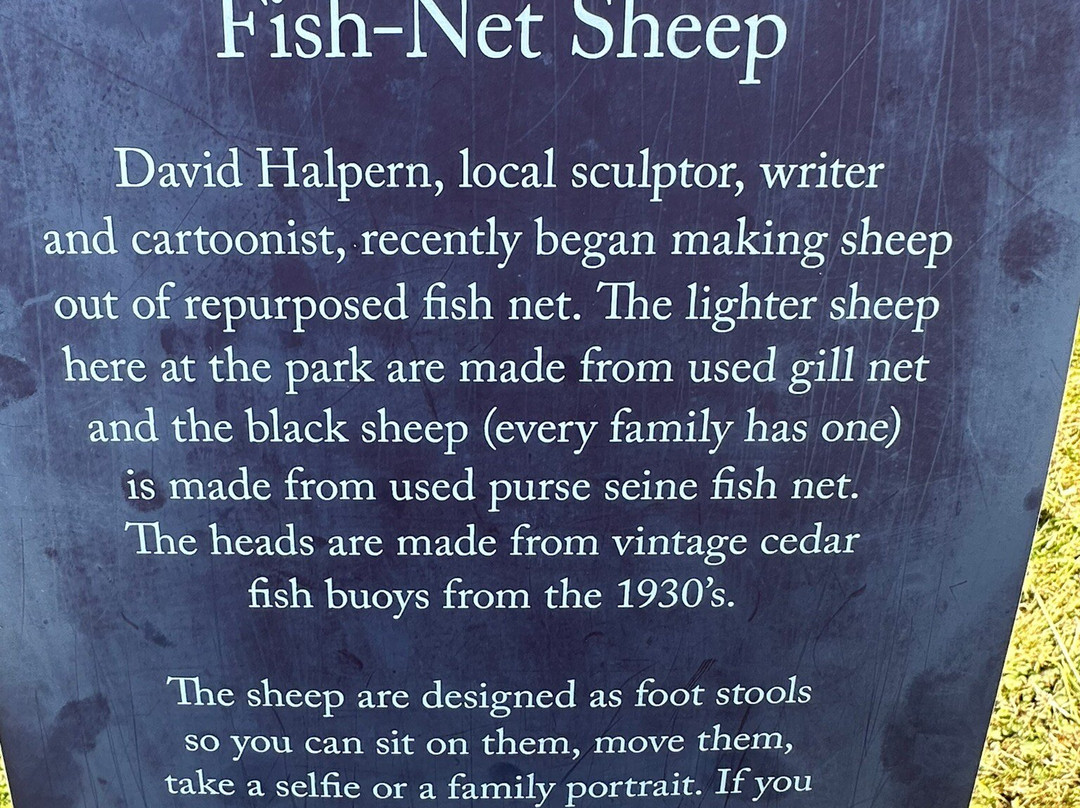 Fish-Net Sheep
David Halpern, local sculptor, writer
and cartoonist, recently began making sheep
out of repurposed fish net. The lighter sheep
here at the park are made from used gill net
and the black sheep (every family has one)
is made from used purse seine fish net.
The heads are made from vintage cedar
fish buoys from the 1930's.
The sheep are designed as foot stools
so you can sit on them, move them,
take a selfie or a family portrait. If you